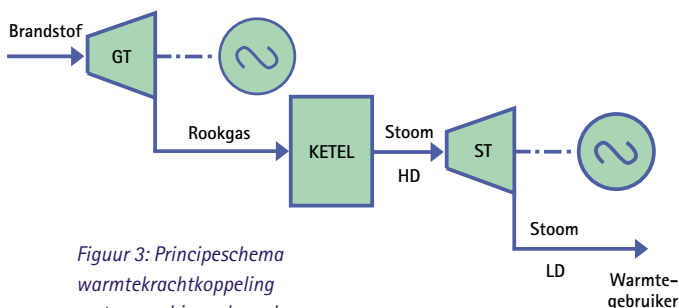 Brandstof
GT
Rookgas
KETEL
Stoom
HD
ST
Stoom
LD
Warmte-
gebruiker
Figuur 3: Principeschema
warmtekrachtkoppeling